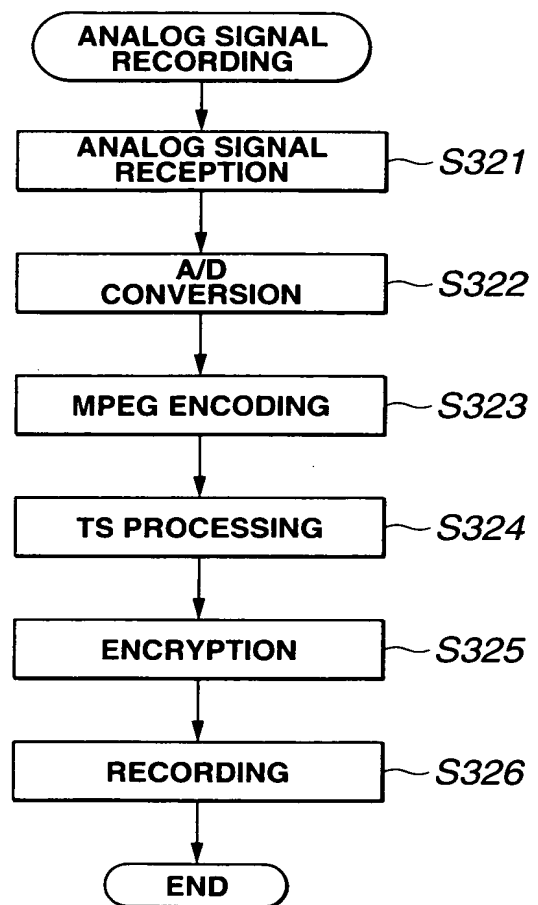 ANALOG SIGNAL
RECORDING
ANALOG SIGNAL
RECEPTION
S321
A/D
CONVERSION
S322
MPEG ENCODING
S323
TS PROCESSING
S324
ENCRYPTION
S325
RECORDING
S326
END